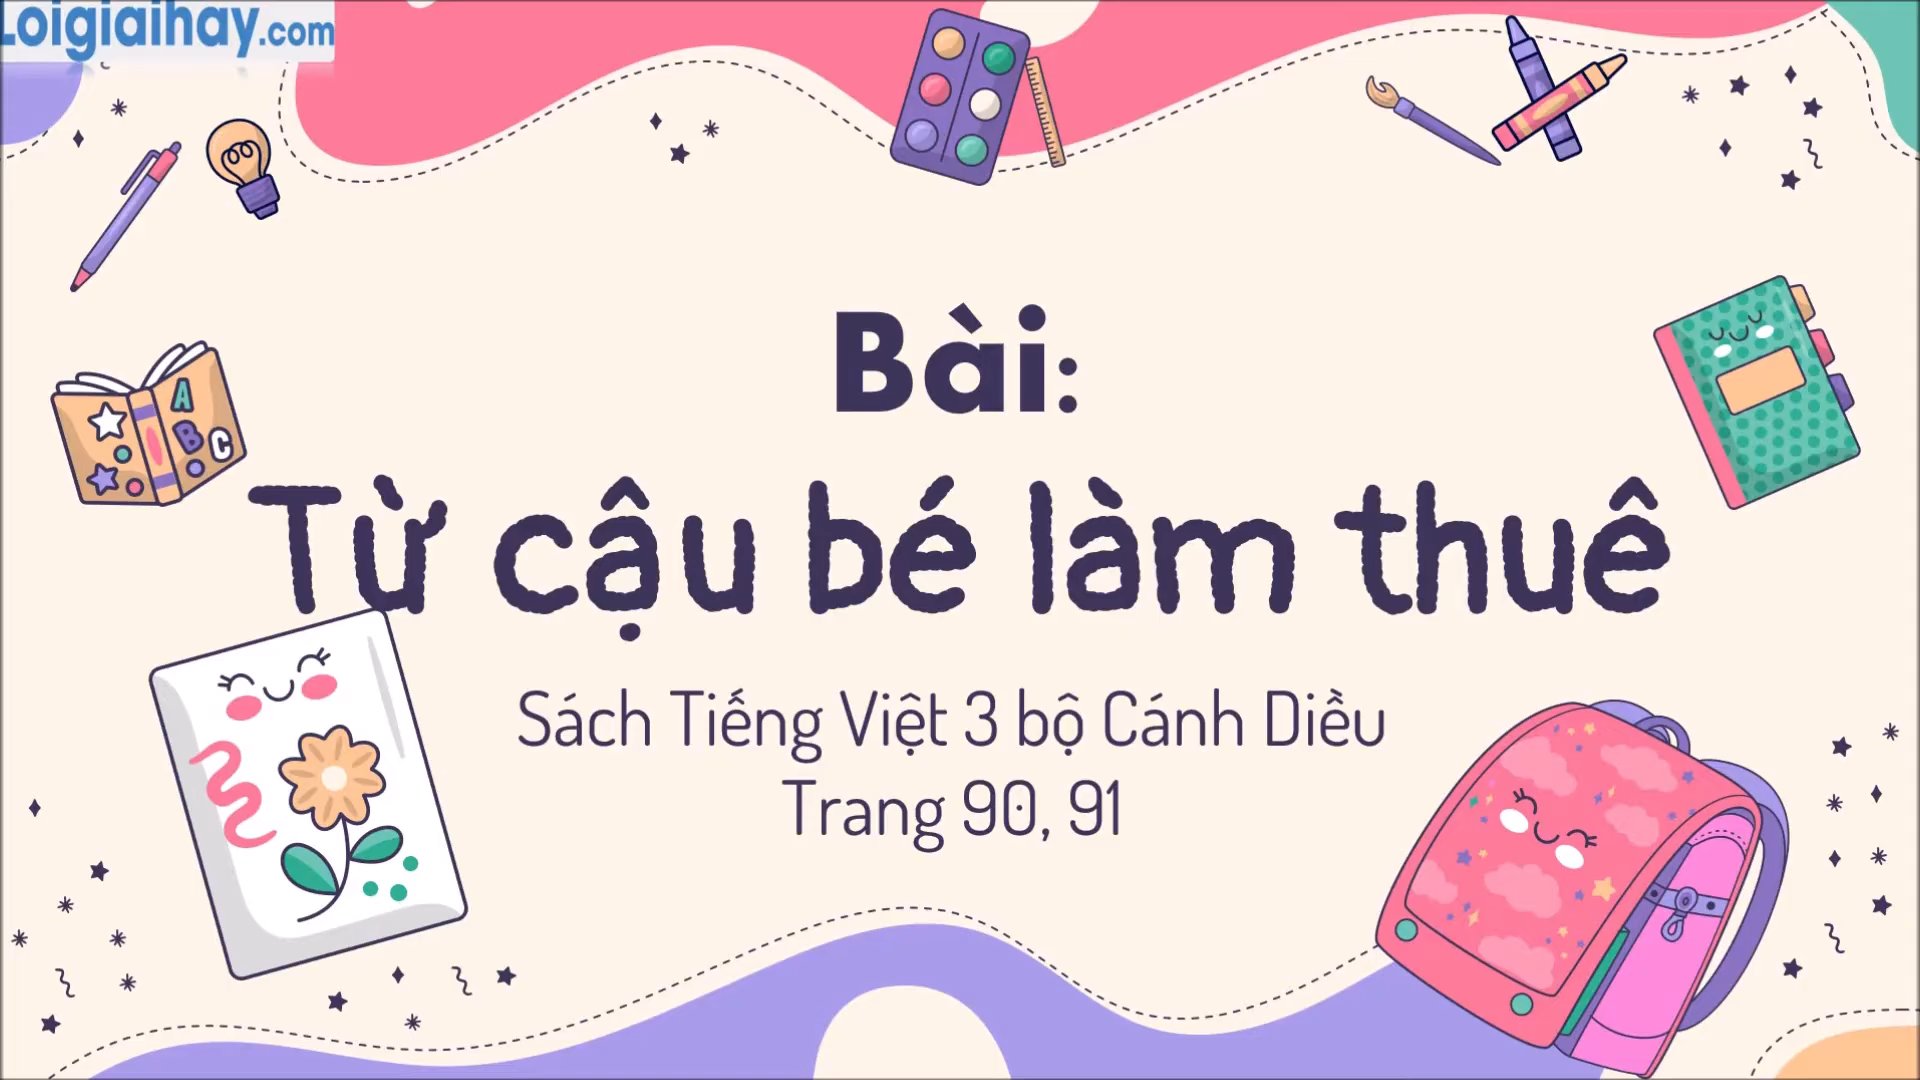 Loigiaihay.com
Bài:
Từ cậu bé làm thuê
Sách Tiếng Việt 3 bộ Cánh Diều
Trang 90, 91
A
B
C